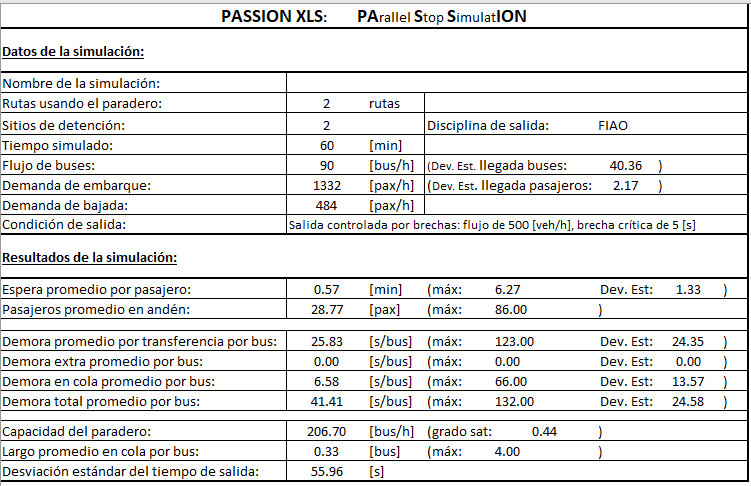 PASSION XLS: PArallel Stop SimulatION
Datos de la simulación:
Nombre de la simulación:
Rutas usando el paradero: 2 rutas
Sitios de detención: 2 Disciplina de salida: FIAO
Tiempo simulado: 60 [min]
Flujo de buses: 90 [bus/h] (Dev. Est. llegada buses: 40.36 )
Demanda de embarque: 1332 [pax/h] (Dev. Est. llegada pasajeros: 2.17 )
Demanda de bajada: 484 [pax/h]
Condición de salida: Salida controlada por brechas: flujo de 500 [veh/h], brecha crítica de 5 [s]
Resultados de la simulación:
Espera promedio por pasajero: 0.57 [min] (máx: 6.27 Dev. Est: 1.33 )
Pasajeros promedio en andén: 28.77 [pax] (máx: 86.00 )
Demora promedio por transferencia por bus: 25.83 [s/bus] (máx: 123.00 Dev. Est: 24.35 )
Demora extra promedio por bus: 0.00 [s/bus] (máx: 0.00 Dev. Est: 0.00 )
Demora en cola promedio por bus: 6.58 [s/bus] (máx: 66.00 Dev. Est: 13.57 )
Demora total promedio por bus: 41.41 [s/bus] (máx: 132.00 Dev. Est: 24.58 )
Capacidad del paradero: 206.70 [bus/h] (grado sat: 0.44 )
Largo promedio en cola por bus: 0.33 [bus] (máx: 4.00 )
Desviación estándar del tiempo de salida: 55.96 [s]